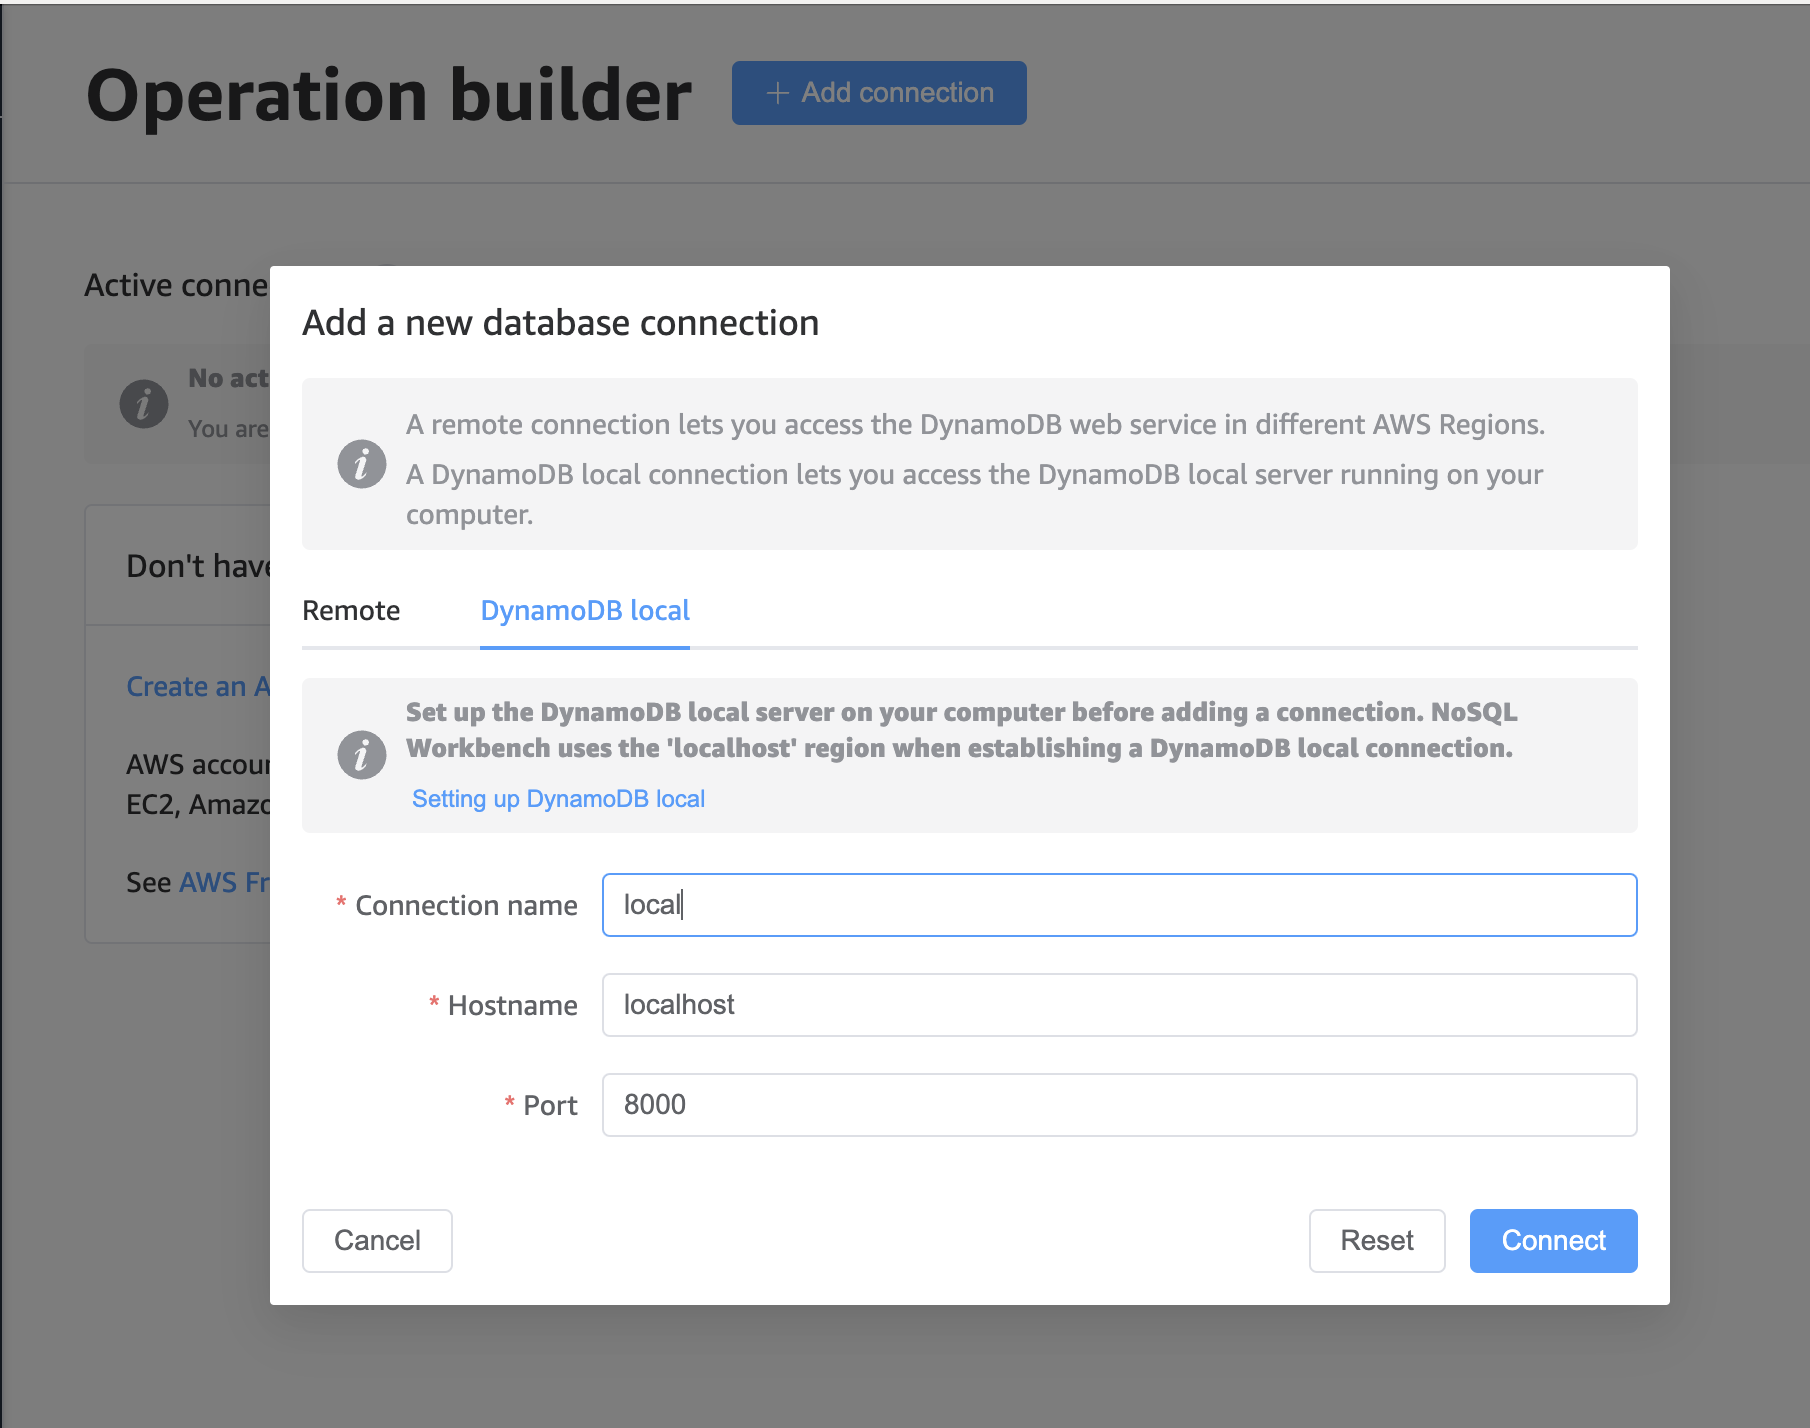 Operation builder
+ Add connection
Active conne
No act
You are
Don't have
Create an A
AWS accoun
EC2, Amazo
See AWS Fr
Add a new database connection
A remote connection lets you access the DynamoDB web service in different AWS Regions.
A DynamoDB local connection lets you access the DynamoDB local server running on your
computer.
Remote
DynamoDB local
Set up the DynamoDB local server on your computer before adding a connection. NoSQL
Workbench uses the 'localhost' region when establishing a DynamoDB local connection.
Setting up DynamoDB local
* Connection name
local
* Hostname
localhost
* Port
8000
Cancel
Reset
Connect